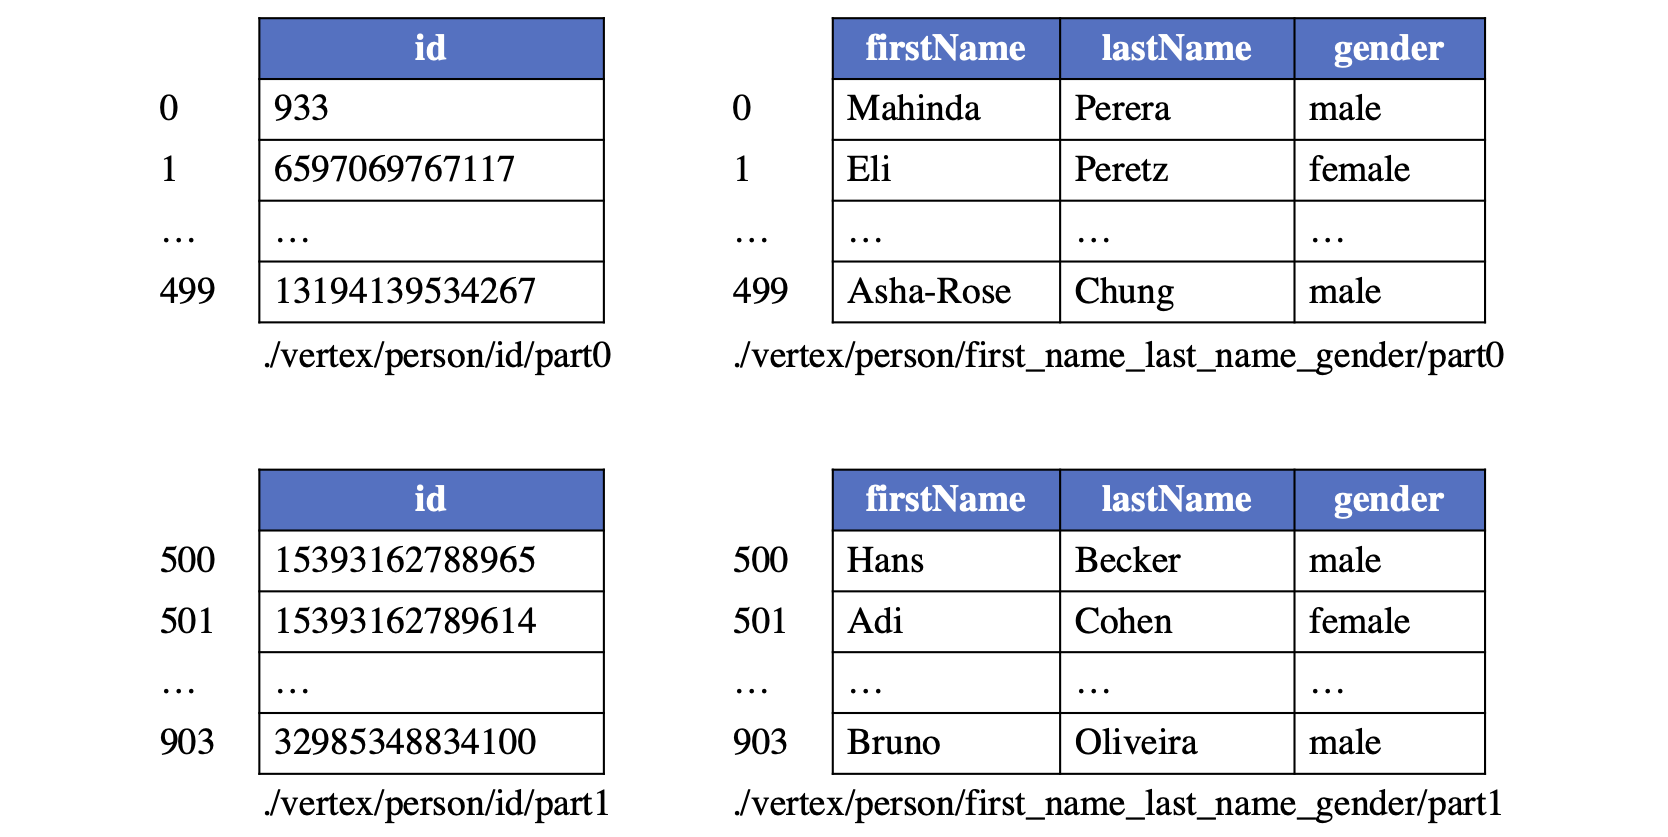 id
0 933
1 6597069767117
… …
499 13194139534267
./vertex/person/id/part0
firstName lastName gender
0 Mahinda Perera male
1 Eli Peretz female
… … … …
499 Asha-Rose Chung male
./vertex/person/first_name_last_name_gender/part0
id
500 15393162788965
501 15393162789614
… …
903 32985348834100
./vertex/person/id/part1
firstName lastName gender
500 Hans Becker male
501 Adi Cohen female
… … … …
903 Bruno Oliveira male
./vertex/person/first_name_last_name_gender/part1